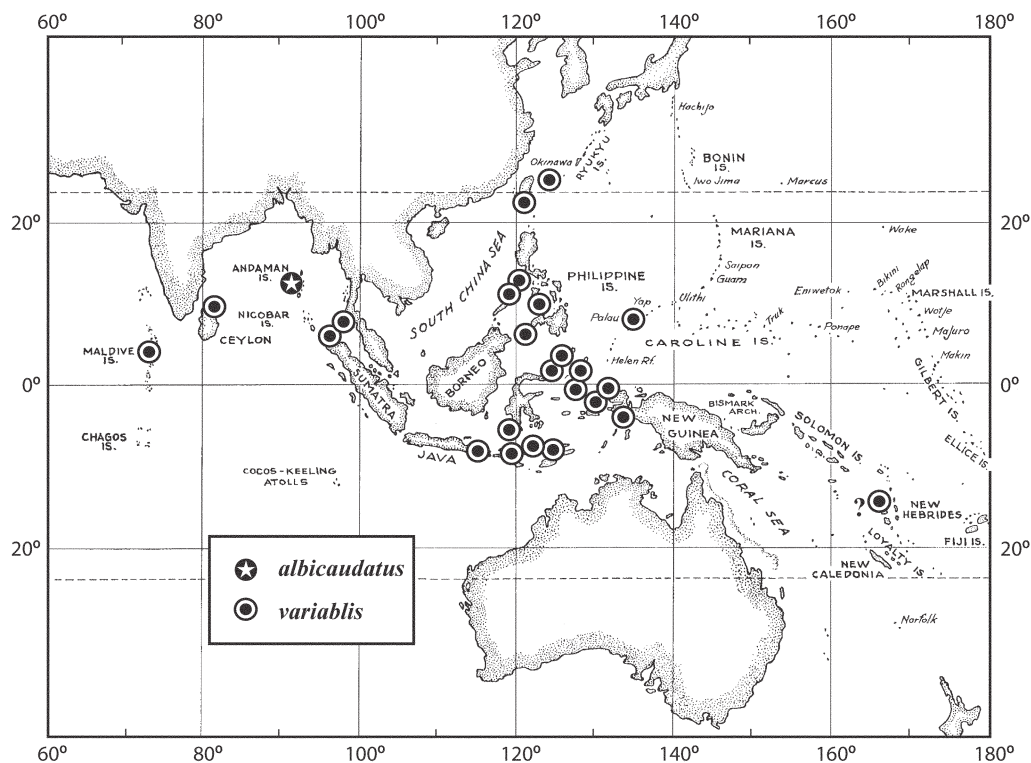 60º 80º 100º 120º 140º 160º 180º
Hachijo
RYUKYU
IS.
Okinawa
BONIN
IS.
Iwo Jima
Marcus
20º
20º
MARIANA
IS.
Wake
SOUTH CHINA SEA
ANDAMAN
IS.
PHILIPPINE
IS.
Saipan
Guam
Bikini
Rongelap
Eniwetok
MARSHALL IS.
Yap
Ulithi
Wotje
NICOBAR
IS.
Palau
Truk
Ponape
Majuro
CEYLON
CAROLINE IS.
MALDIVE
IS.
Helen Rf.
Makin
0º
0º
GILBERT IS.
SUMATRA
BORNEO
BISMARK
ARCH.
NEW
GUINEA
SOLOMON IS.
CHAGOS
IS.
JAVA
ELLICE IS.
COCOS-KEELING
ATOLLS
CORAL SEA
?
NEW
HEBRIDES
FIJI IS.
LOYALTY IS.
20º
20º
NEW
CALEDONIA
albicaudatus
variablis
Norfolk
60º 80º 100º 120º 140º 160º 180º